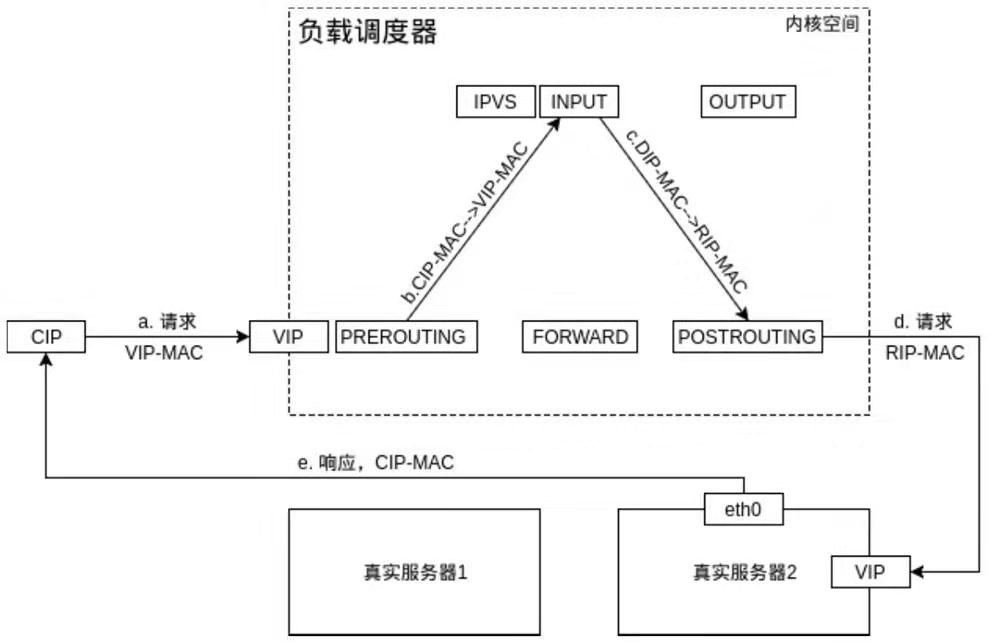 负载调度器
内核空间
IPVS
INPUT
OUTPUT
b.CIP-MAC-->VIP-MAC
c.DIP-MAC-->RIP-MAC
CIP
a. 请求
VIP-MAC
VIP
PREROUTING
FORWARD
POSTROUTING
d. 请求
RIP-MAC
e. 响应，CIP-MAC
eth0
真实服务器1
真实服务器2
VIP